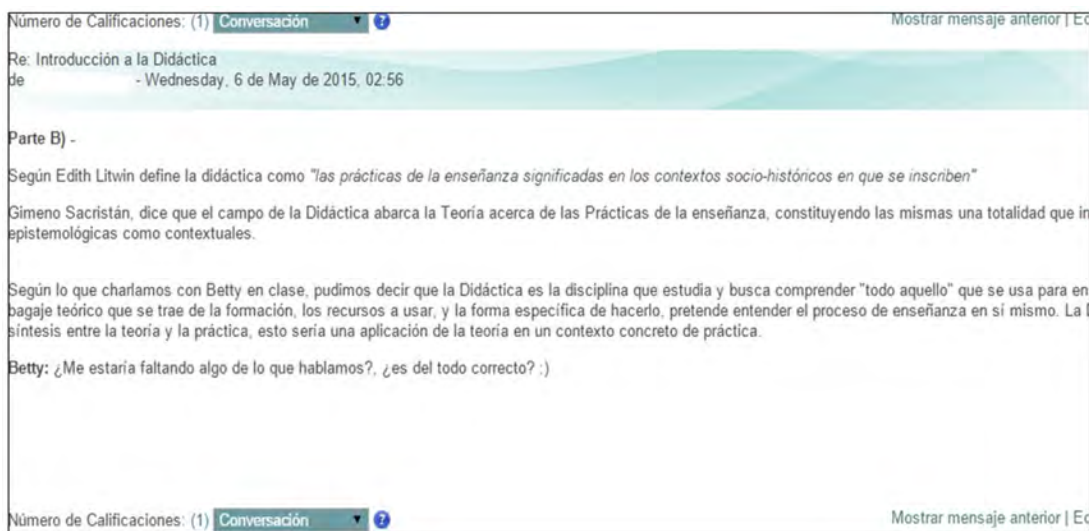 Número de Calificaciones: (1) Conversación ▼ ?
Mostrar mensaje anterior |
Re: Introducción a la Didáctica
de - Wednesday, 6 de May de 2015, 02:56
Parte B) -
Según Edith Litwin define la didáctica como "las prácticas de la enseñanza significadas en los contextos socio-históricos en que se inscriben"
Gimeno Sacristán, dice que el campo de la Didáctica abarca la Teoría acerca de las Prácticas de la enseñanza, constituyendo las mismas una totalidad que
epistemológicas como contextuales.
Según lo que charlamos con Betty en clase, pudimos decir que la Didáctica es la disciplina que estudia y busca comprender "todo aquello" que se usa para
bagaje teórico que se trae de la formación, los recursos a usar, y la forma específica de hacerlo, pretende entender el proceso de enseñanza en sí mismo. La
síntesis entre la teoría y la práctica, esto sería una aplicación de la teoría en un contexto concreto de práctica.
Betty: ¿Me estaría faltando algo de lo que hablamos?, ¿es del todo correcto? :)
Número de Calificaciones: (1) Conversación ▼ ?
Mostrar mensaje anterior |